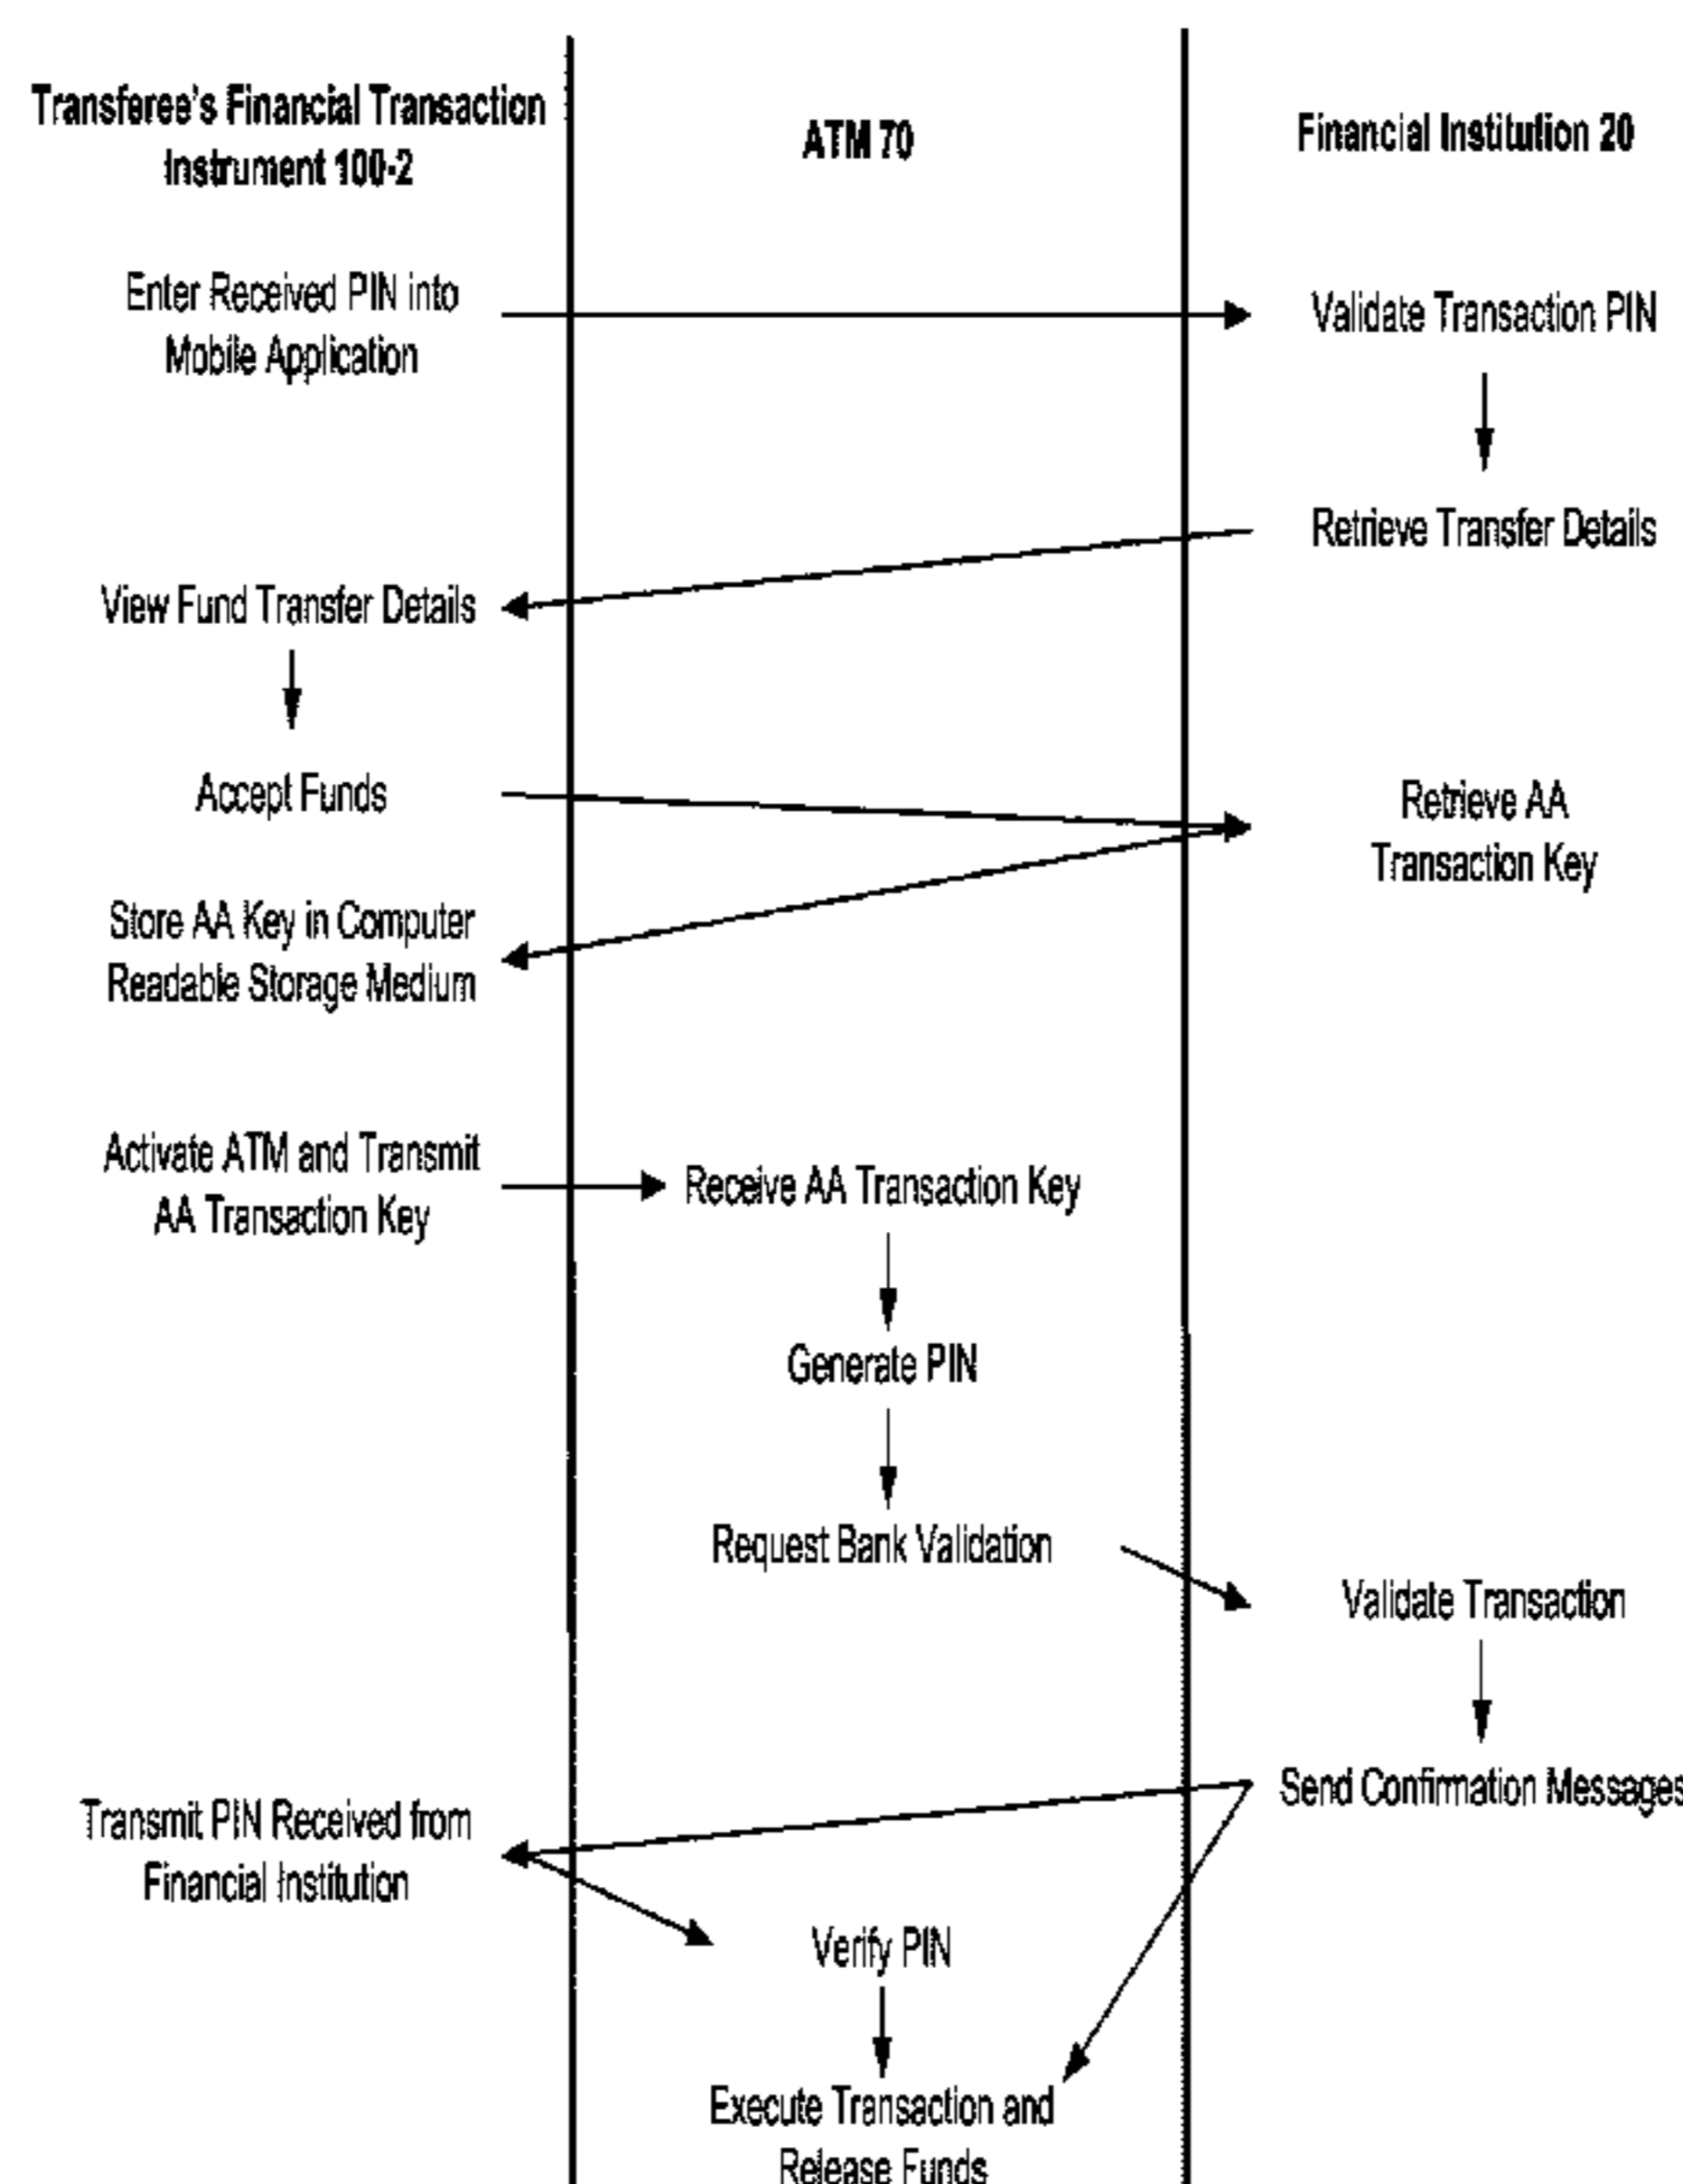 Transferee's Financial Transaction
Instrument 100-2
ATM 70
Financial Institution 20
Enter Received PIN into
Mobile Application
Validate Transaction PIN
Retrieve Transfer Details
View Fund Transfer Details
Accept Funds
Retrieve AA
Transaction Key
Store AA Key in Computer
Readable Storage Medium
Activate ATM and Transmit
AA Transaction Key
Receive AA Transaction Key
Generate PIN
Request Bank Validation
Validate Transaction
Send Confirmation Messages
Transmit PIN Received from
Financial Institution
Verify PIN
Execute Transaction and
Release Funds